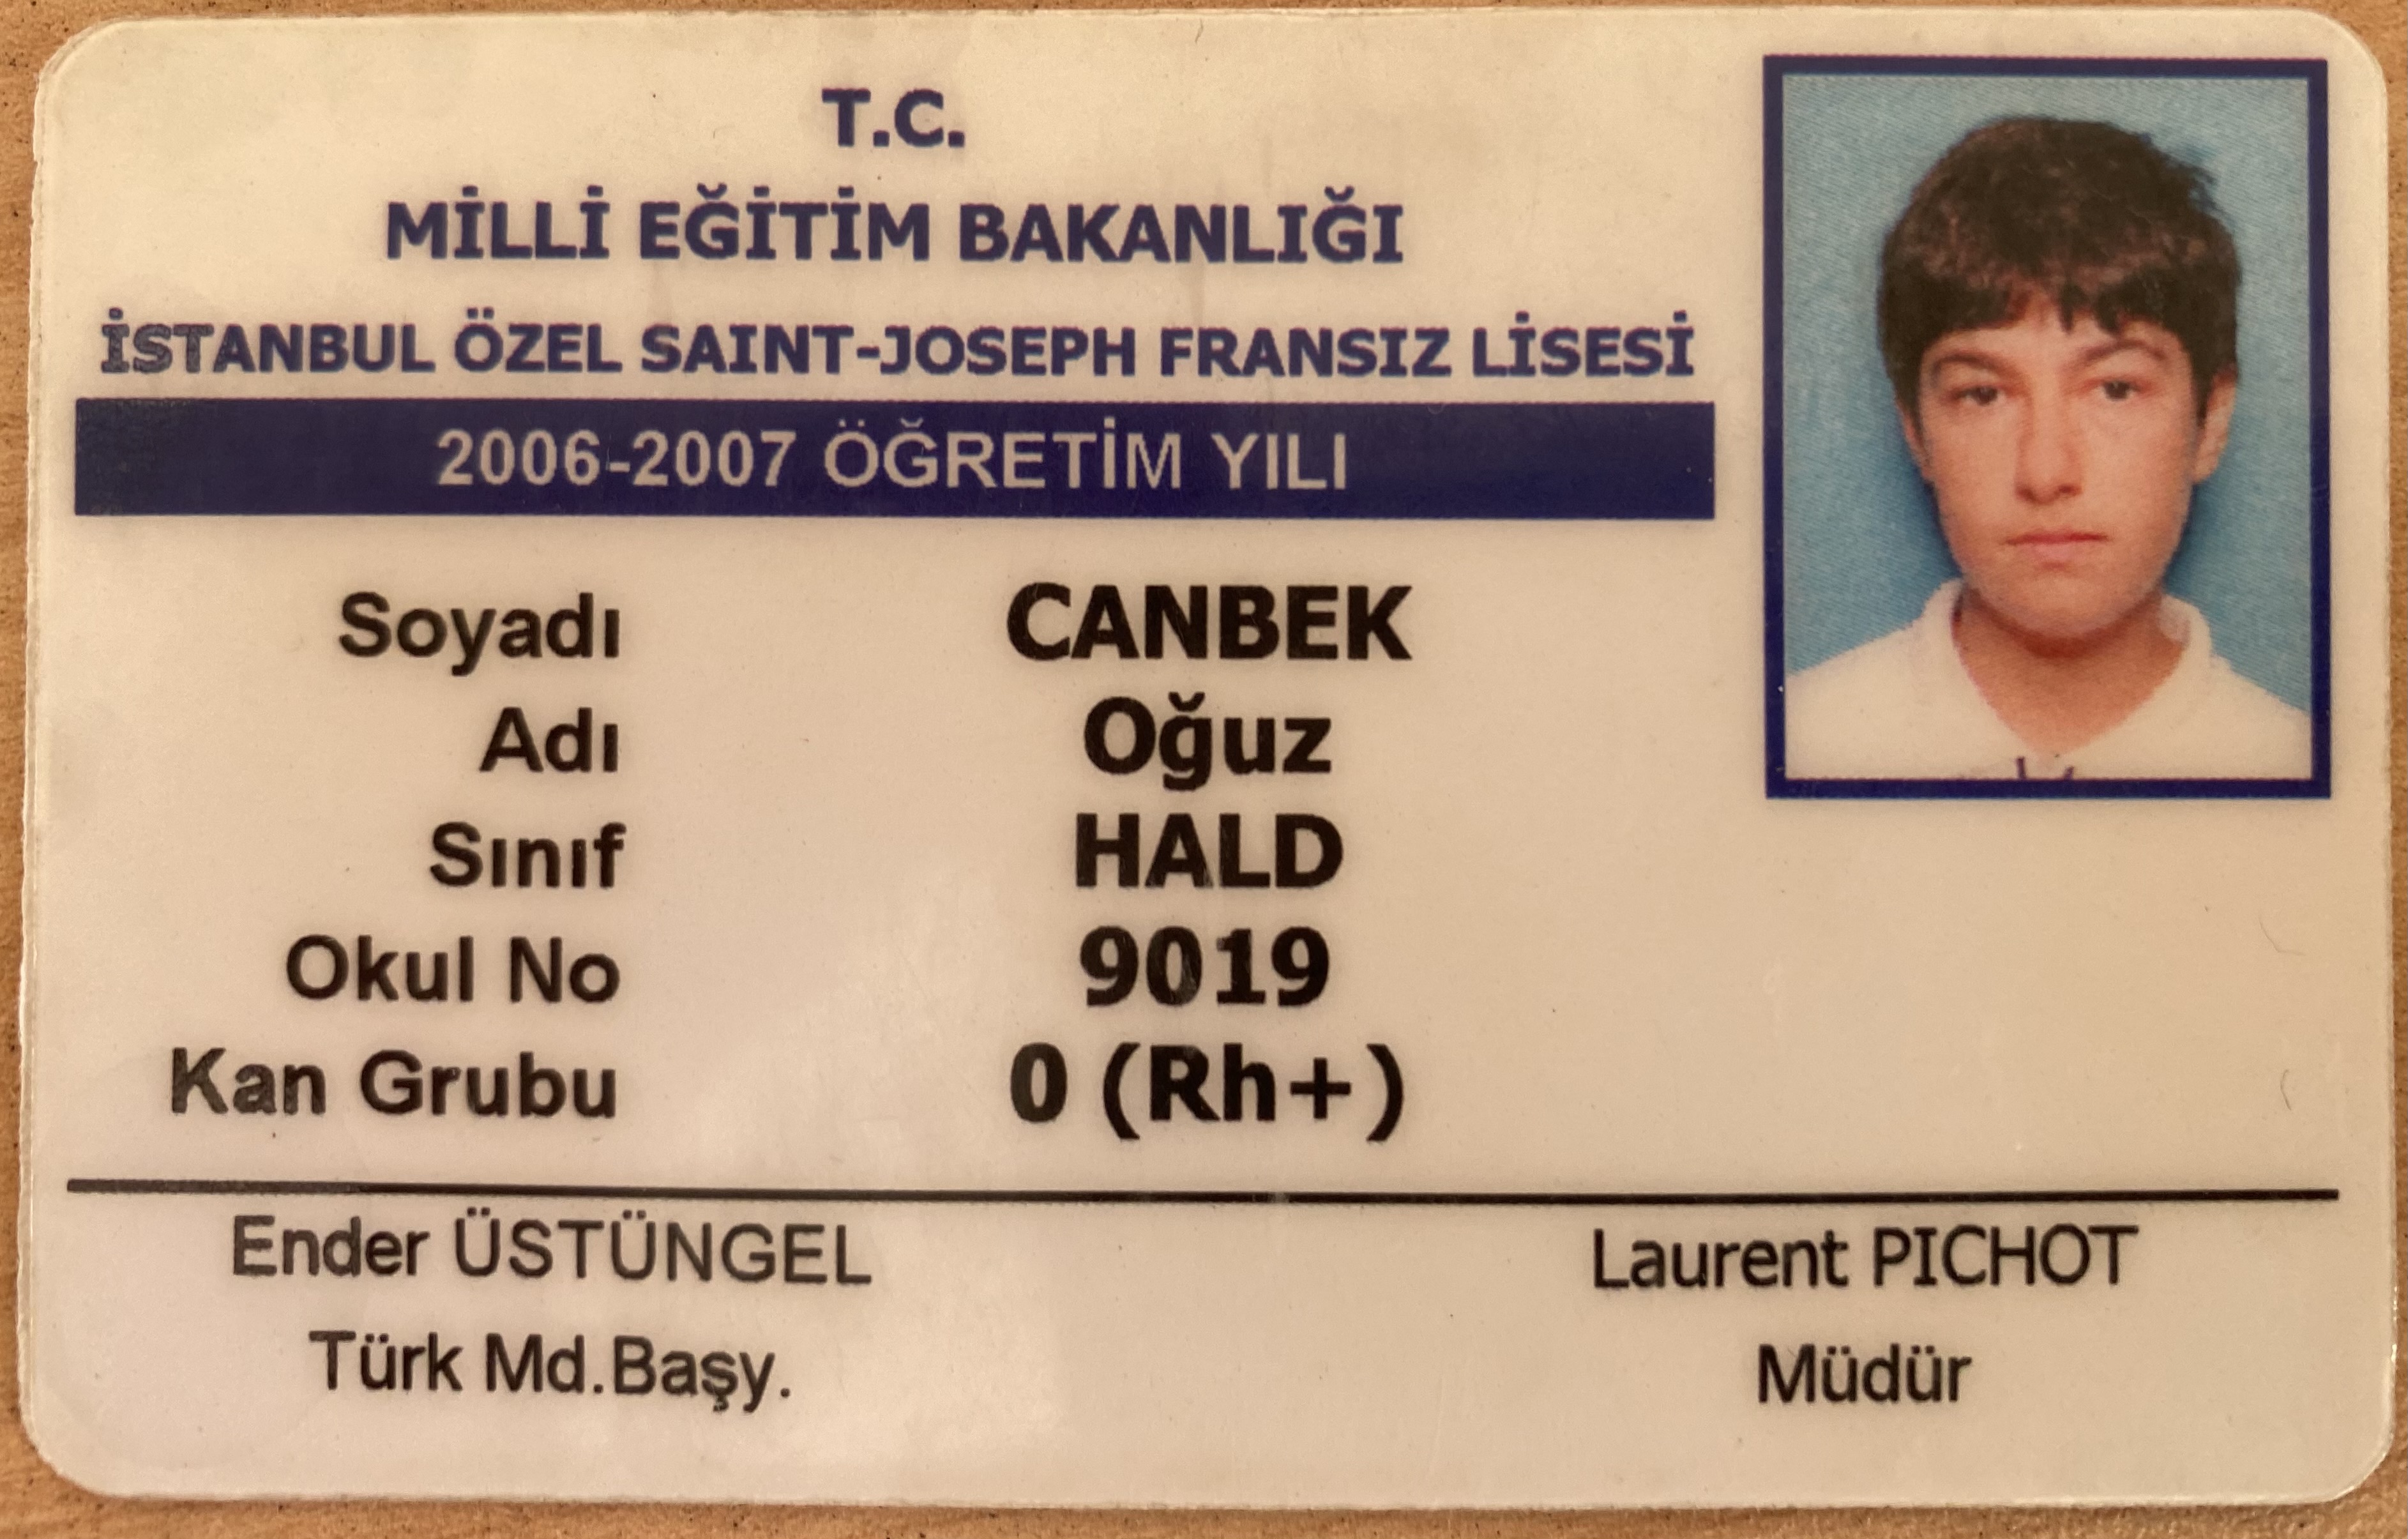 T.C.
MİLLİ EĞİTİM BAKANLIĞI
İSTANBUL ÖZEL SAINT-JOSEPH FRANSIZ LİSESİ
2006-2007 ÖĞRETİM YILI
Soyadı CANBEK
Adı Oğuz
Sınıf HALD
Okul No 9019
Kan Grubu 0 (Rh+)
Ender ÜSTÜNGEL Laurent PICHOT
Türk Md.Başy. Müdür